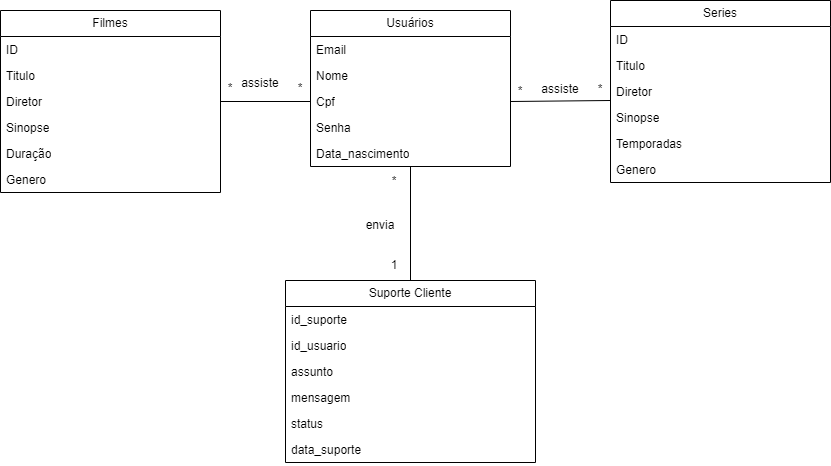 Filmes
ID
Titulo
Diretor
Sinopse
Duração
Genero
* assiste *
Usuários
Email
Nome
Cpf
Senha
Data_nascimento
* assiste *
Series
ID
Titulo
Diretor
Sinopse
Temporadas
Genero
*
envia
1
Suporte Cliente
id_suporte
id_usuario
assunto
mensagem
status
data_suporte